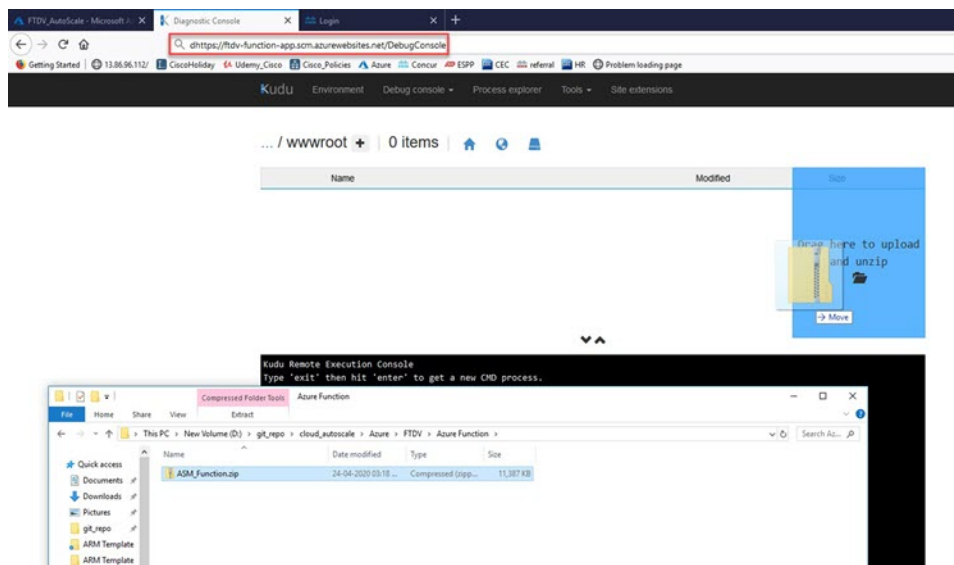 FTDV_AutoScale - Microsoft A
Diagnostic Console
Login
dhttps://ftdv-function-app.scm.azurewebsites.net/DebugConsole
Getting Started
13.86.96.112/
CiscoHoliday
Udemy_Cisco
Cisco_Policies
Azure
Concur
ESPP
CEC
referral
HR
Problem loading page
Kudu
Environment
Debug console
Process explorer
Tools
Site extensions
... / wwwroot + | 0 items
Name
Modified
Size
Drag here to upload
and unzip
→ Move
Kudu Remote Execution Console
Type 'exit' then hit 'enter' to get a new CMD process.
Compressed Folder Tools
Azure Function
File
Home
Share
View
Extract
This PC > New Volume (D:) > git_repo > cloud_autoscale > Azure > FTDV > Azure Function >
Search Az...
Name
Date modified
Type
Size
Quick access
ASM_Function.zip
24-04-2020 03:18 ...
Compressed (zipp...
11,387 KB
Documents
Downloads
Pictures
git_repo
ARM Template
ARM Template